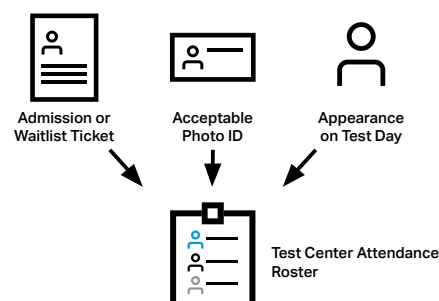 Admission or
Waitlist Ticket
Acceptable
Photo ID
Appearance
on Test Day
Test Center Attendance
Roster